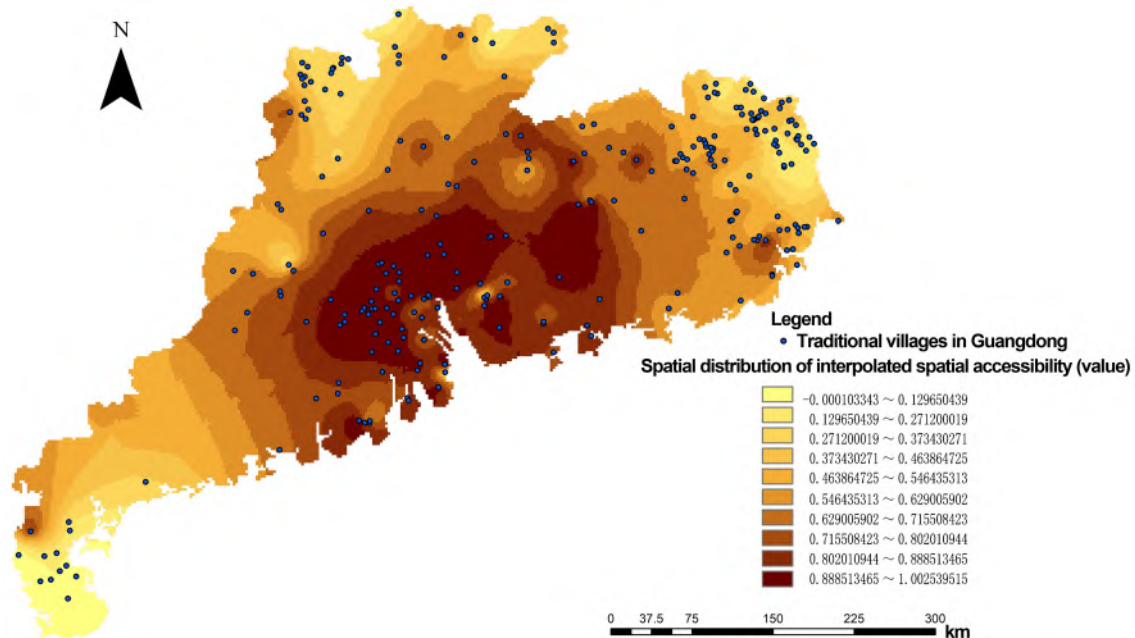 N
Legend
Traditional villages in Guangdong
Spatial distribution of interpolated spatial accessibility (value)
-0.000103343～0.129650439
0.129650439～0.271200019
0.271200019～0.373430271
0.373430271～0.463864725
0.463864725～0.546435313
0.546435313～0.629005902
0.629005902～0.715508423
0.715508423～0.802010944
0.802010944～0.888513465
0.888513465～1.002539515
0 37.5 75 150 225 300
km